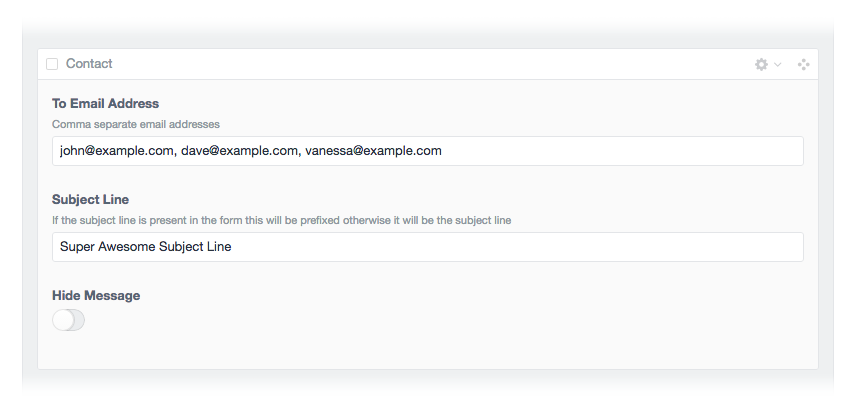 Contact
To Email Address
Comma separate email addresses
john@example.com, dave@example.com, vanessa@example.com
Subject Line
If the subject line is present in the form this will be prefixed otherwise it will be the subject line
Super Awesome Subject Line
Hide Message